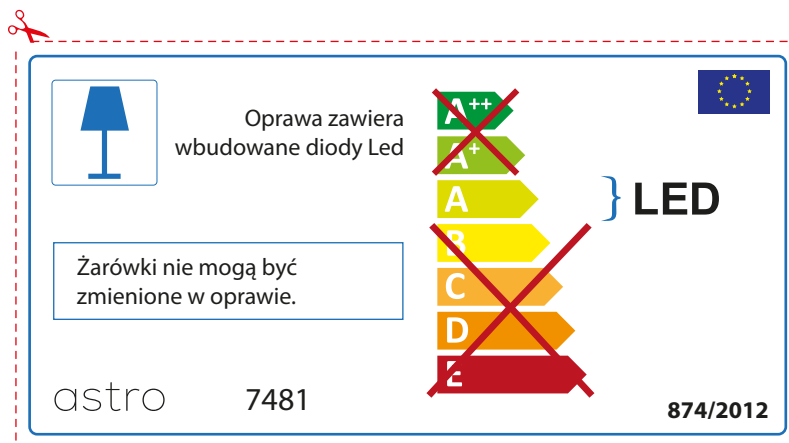 Oprawa zawiera
wbudowane diody Led
A++
A+
A
B
C
D
E
LED
Żarówki nie mogą być
zmienione w oprawie.
astro
7481
874/2012